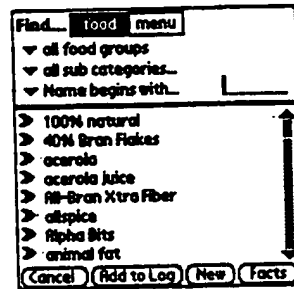 Find... food menu
all food groups
all sub categories...
Name begins with...
100% natural
40% Bran Flakes
acerola
acerola juice
All-Bran Xtra Fiber
allspice
Alpha Bits
animal fat
Cancel Add to Log New Facts